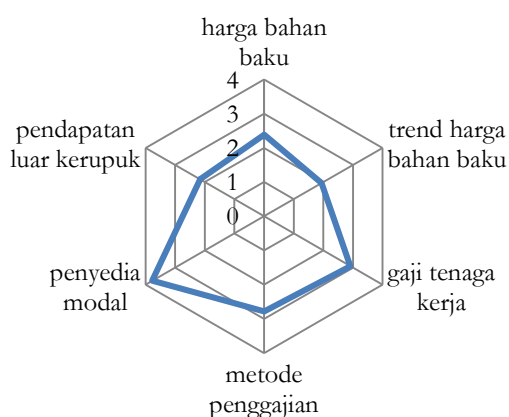 harga bahan
baku
4
3
2
1
0
trend harga
bahan baku
gaji tenaga
kerja
metode
penggajian
penyedia
modal
pendapatan
luar kerupuk